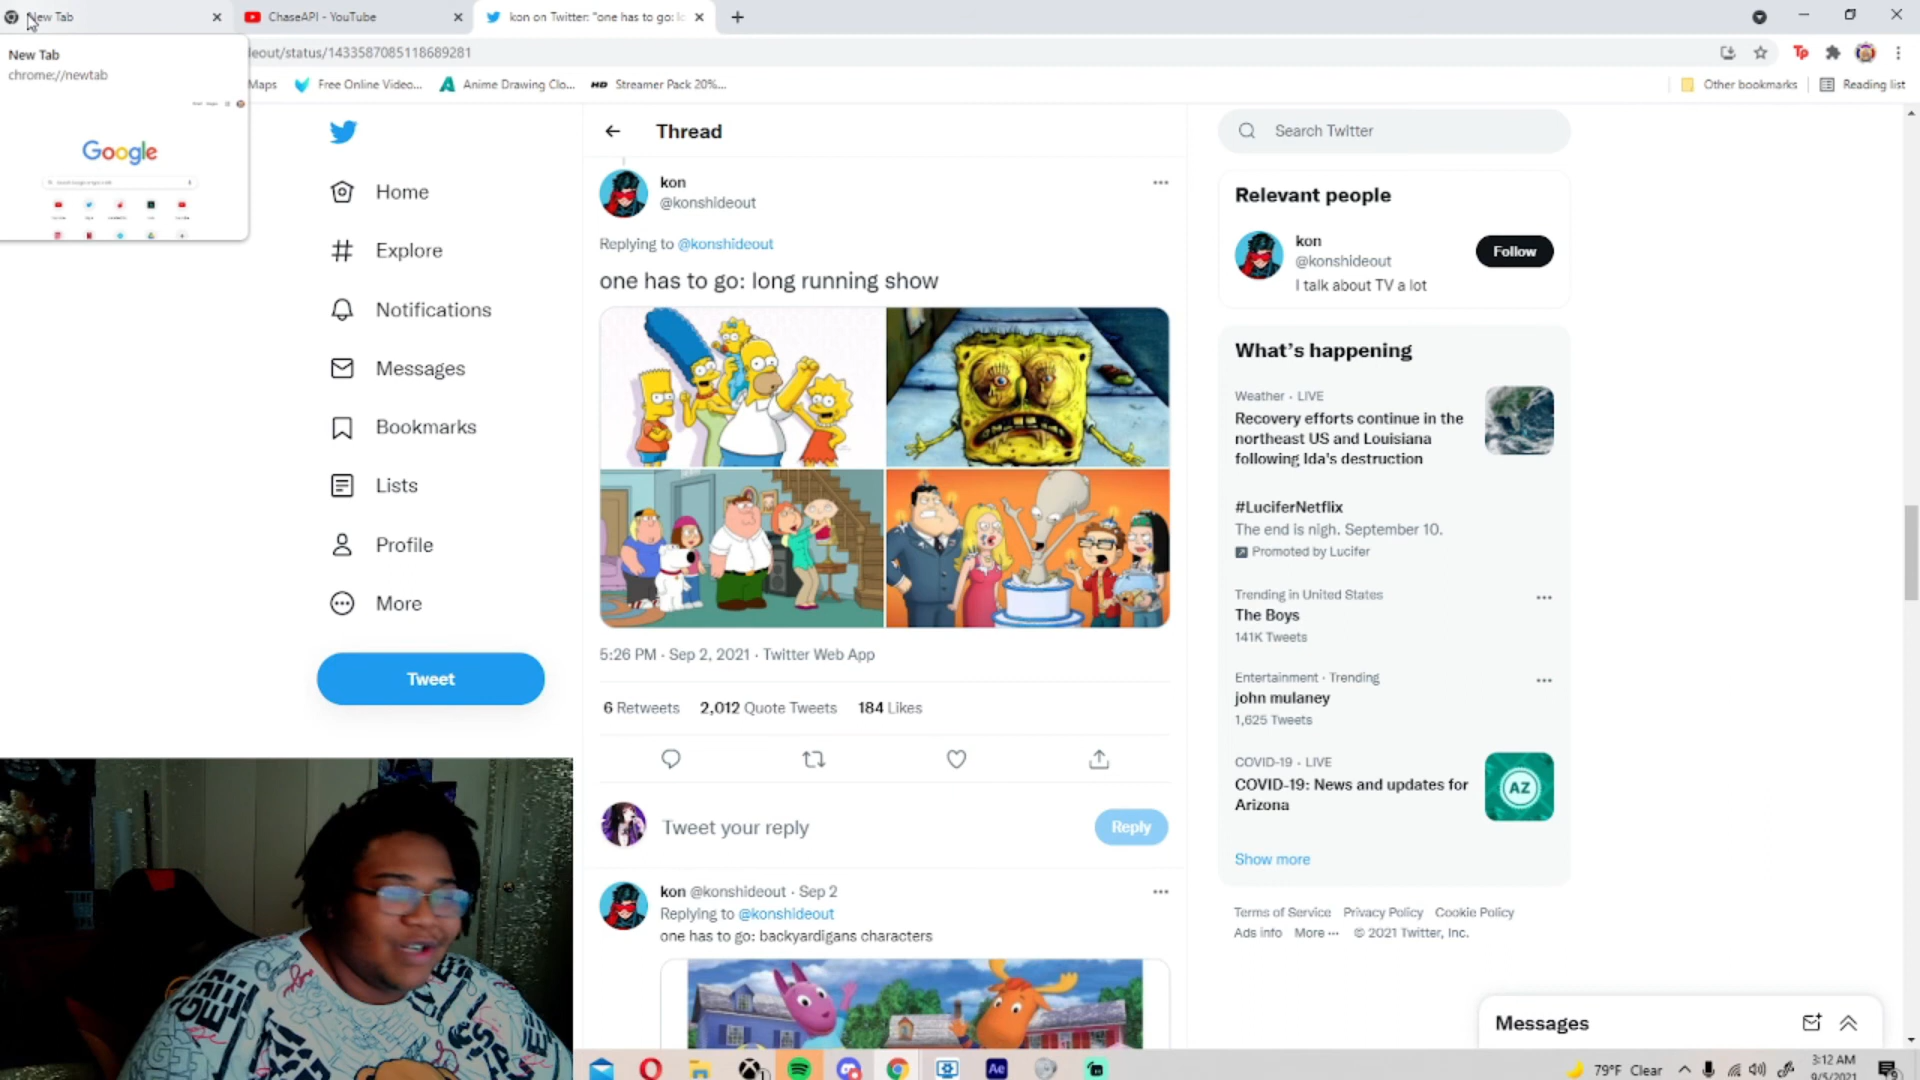 New Tab
ChaseAPI - YouTube
kon on Twitter: "one has to go: lo
New Tab
chrome://newtab
Google
eout/status/1433587085118689281
Maps
Free Online Video...
Anime Drawing Clo...
HD
Streamer Pack 20%...
Other bookmarks
Reading list
Home
Explore
Notifications
Messages
Bookmarks
Lists
Profile
More
Tweet
Thread
kon
@konshideout
Replying to @konshideout
one has to go: long running show
5:26 PM · Sep 2, 2021 · Twitter Web App
6 Retweets 2,012 Quote Tweets 184 Likes
Tweet your reply
Reply
kon @konshideout · Sep 2
Replying to @konshideout
one has to go: backyardigans characters
Search Twitter
Relevant people
kon
@konshideout
I talk about TV a lot
Follow
What's happening
Weather · LIVE
Recovery efforts continue in the
northeast US and Louisiana
following Ida's destruction
#LuciferNetflix
The end is nigh. September 10.
Promoted by Lucifer
Trending in United States
The Boys
141K Tweets
Entertainment · Trending
john mulaney
1,625 Tweets
COVID-19 · LIVE
COVID-19: News and updates for
Arizona
AZ
Show more
Terms of Service Privacy Policy Cookie Policy
Ads info More ··· © 2021 Twitter, Inc.
Messages
Ae
79°F Clear
3:12 AM
9/5/2021